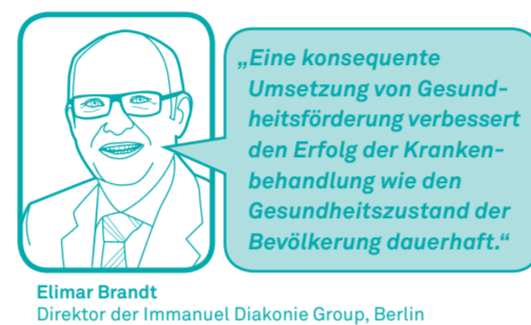 „Eine konsequente
Umsetzung von Gesund-
heitsförderung verbessert
den Erfolg der Kranken-
behandlung wie den
Gesundheitszustand der
Bevölkerung dauerhaft.“
Elimar Brandt
Direktor der Immanuel Diakonie Group, Berlin